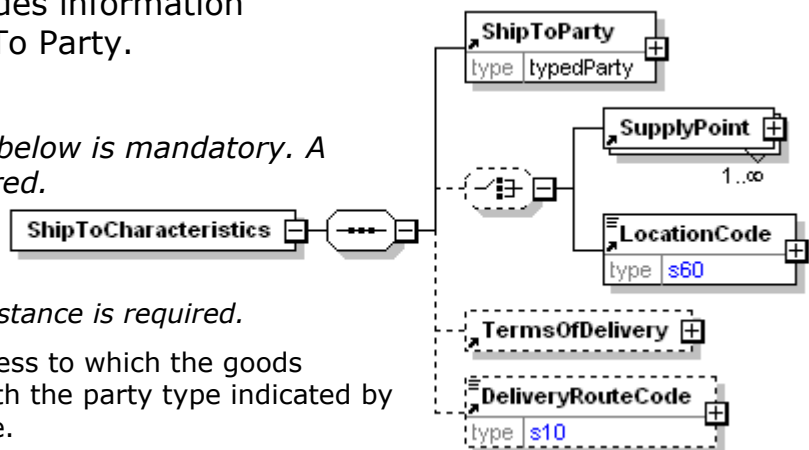 des information
To Party.
below is mandatory. A
red.
stance is required.
ess to which the goods
th the party type indicated by
e.
ShipToCharacteristics
ShipToParty
type typedParty
SupplyPoint
1..∞
LocationCode
type s60
TermsOfDelivery
DeliveryRouteCode
type s10